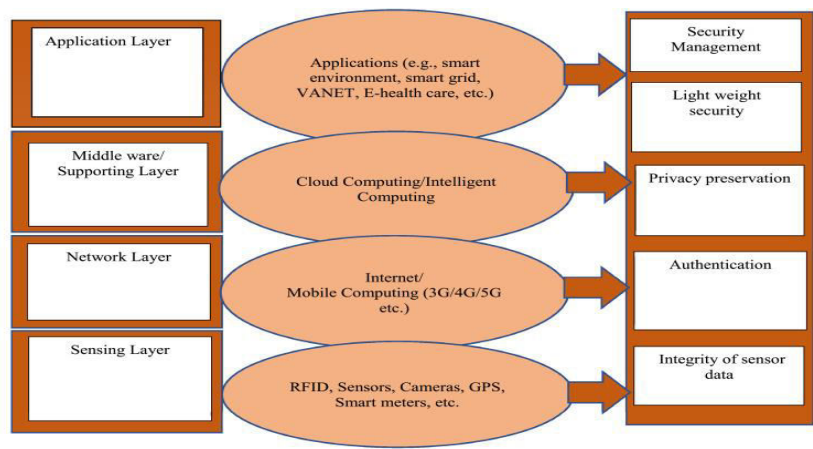 Application Layer
Applications (e.g., smart
environment, smart grid,
VANET, E-health care, etc.)
Security
Management
Light weight
security
Middle ware/
Supporting Layer
Cloud Computing/Intelligent
Computing
Privacy preservation
Network Layer
Internet/
Mobile Computing (3G/4G/5G
etc.)
Authentication
Sensing Layer
RFID, Sensors, Cameras, GPS,
Smart meters, etc.
Integrity of sensor
data